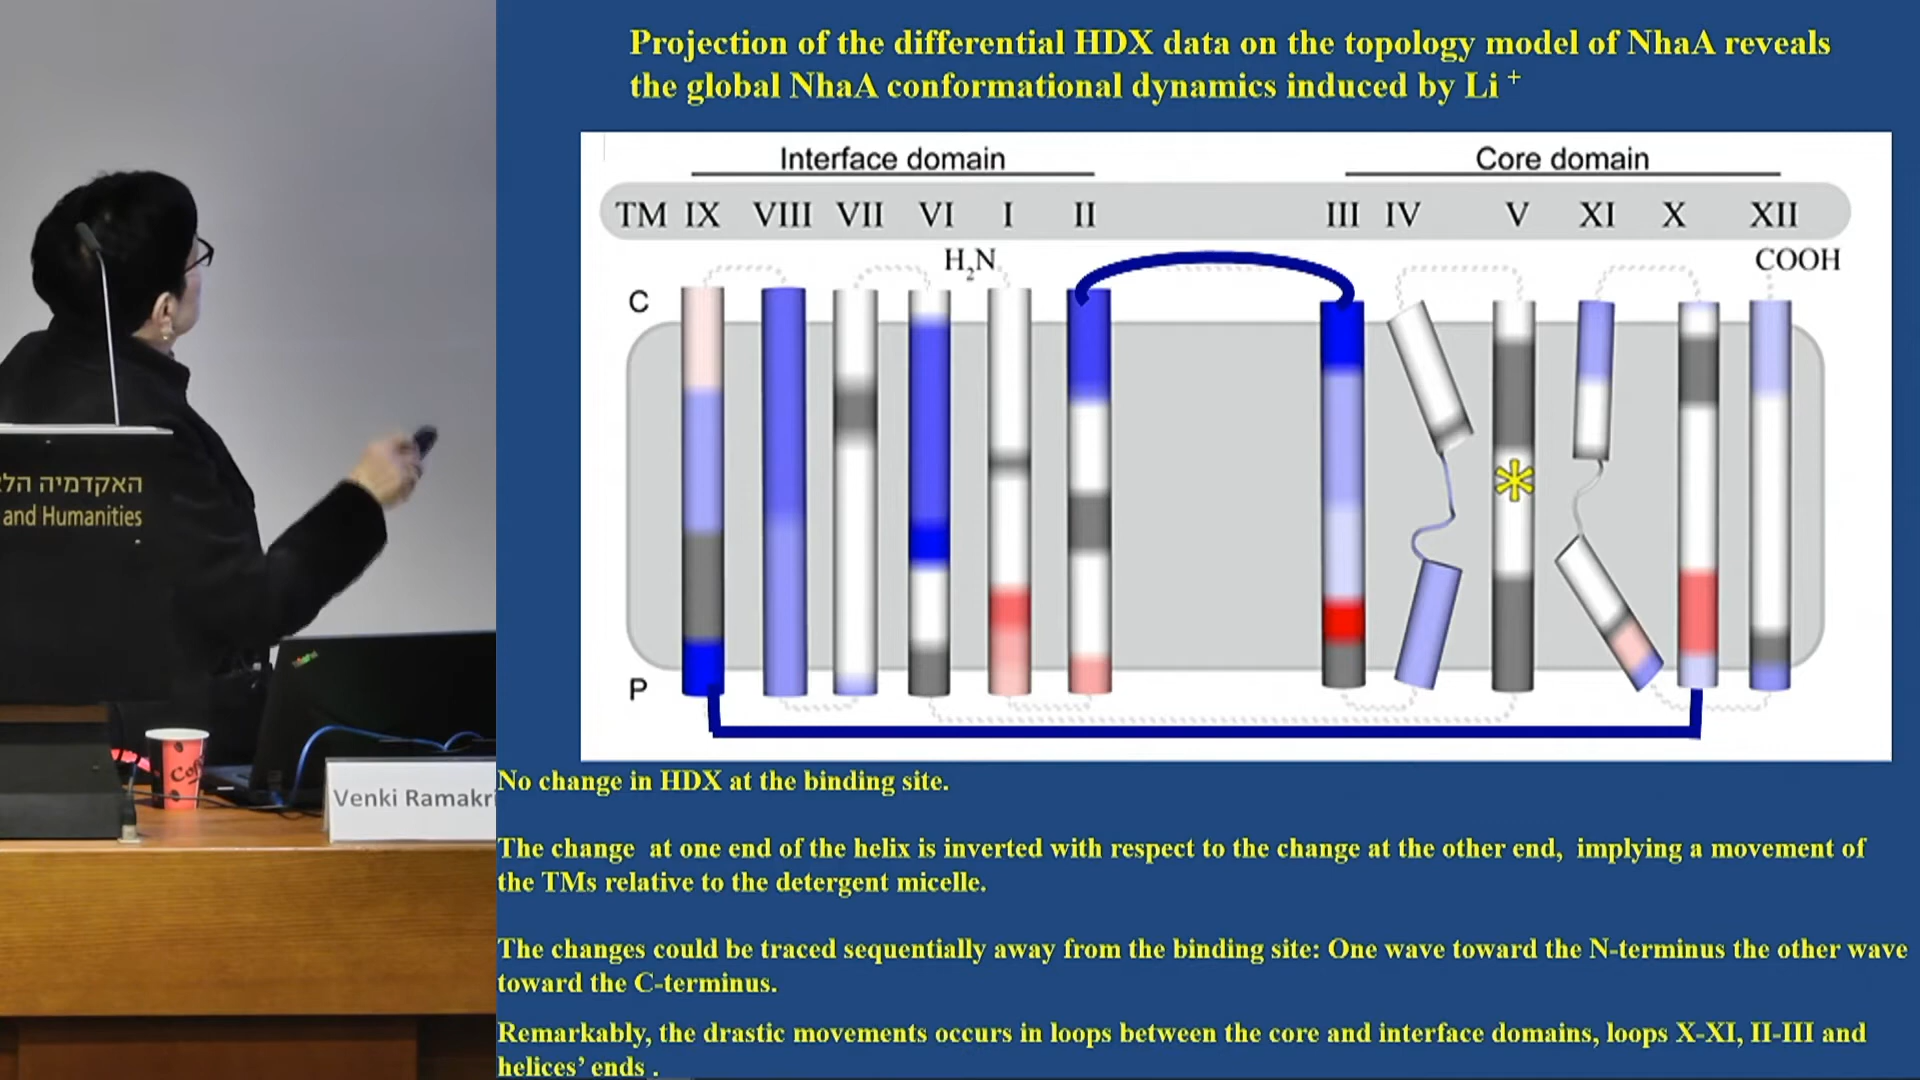 Projection of the differential HDX data on the topology model of NhaA reveals
the global NhaA conformational dynamics induced by Li +
Interface domain
Core domain
TM IX VIII VII VI I II III IV V XI X XII
H2N
COOH
C
P
No change in HDX at the binding site.
The change at one end of the helix is inverted with respect to the change at the other end, implying a movement of
the TMs relative to the detergent micelle.
The changes could be traced sequentially away from the binding site: One wave toward the N-terminus the other wave
toward the C-terminus.
Remarkably, the drastic movements occurs in loops between the core and interface domains, loops X-XI, II-III and
helices’ ends .
האקדמיה
and Humanities
Venki